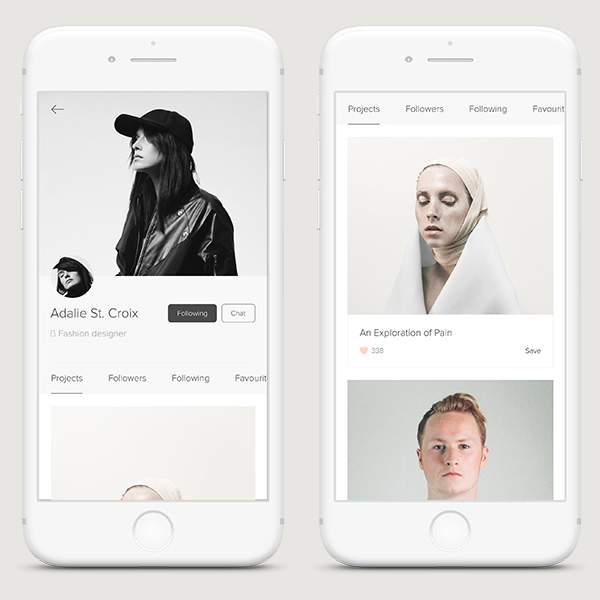 Adalie St. Croix
Following
Chat
Fashion designer
Projects
Followers
Following
Favourit
Projects
Followers
Following
Favourit
An Exploration of Pain
338
Save